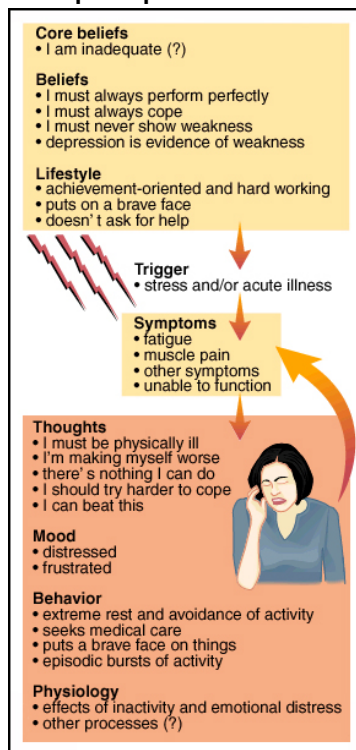 Core beliefs
• I am inadequate (?)
Beliefs
• I must always perform perfectly
• I must always cope
• I must never show weakness
• depression is evidence of weakness
Lifestyle
• achievement-oriented and hard working
• puts on a brave face
• doesn't ask for help
Trigger
• stress and/or acute illness
Symptoms
• fatigue
• muscle pain
• other symptoms
• unable to function
Thoughts
• I must be physically ill
• I'm making myself worse
• there's nothing I can do
• I should try harder to cope
• I can beat this
Mood
• distressed
• frustrated
Behavior
• extreme rest and avoidance of activity
• seeks medical care
• puts a brave face on things
• episodic bursts of activity
Physiology
• effects of inactivity and emotional distress
• other processes (?)